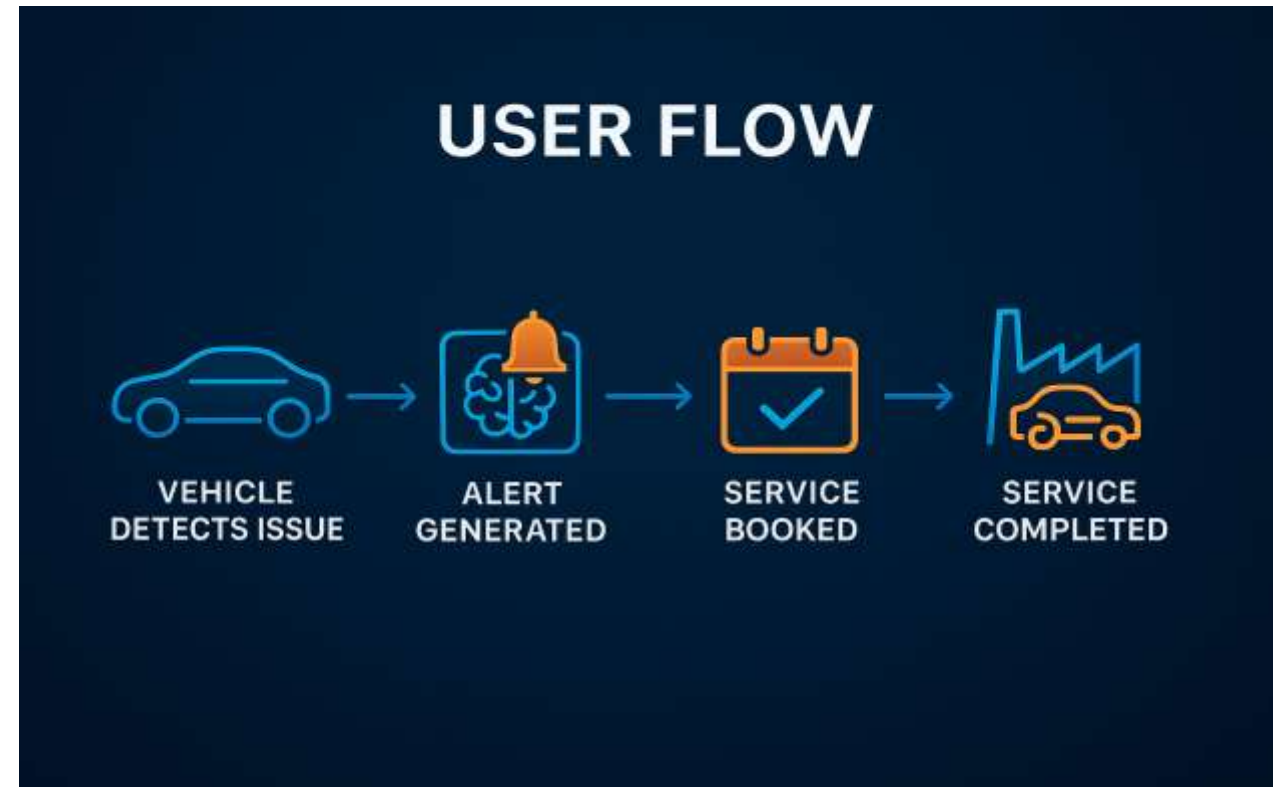 USER FLOW
VEHICLE
DETECTS ISSUE
ALERT
GENERATED
SERVICE
BOOKED
SERVICE
COMPLETED